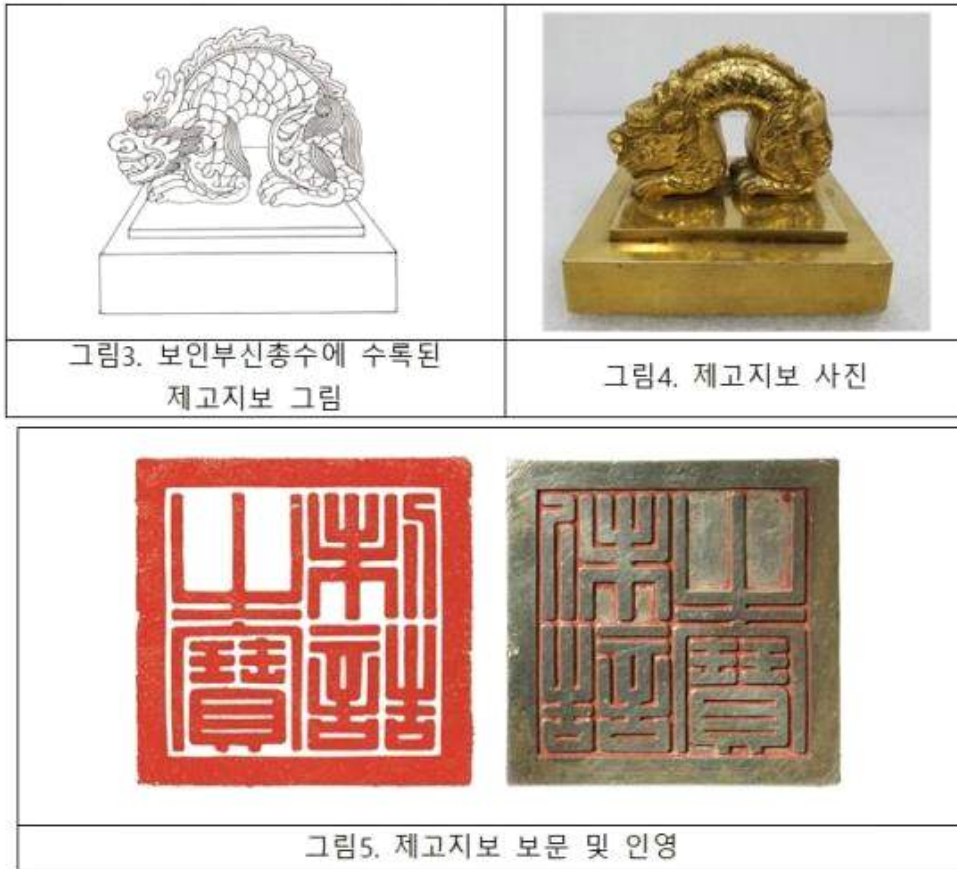 그림3. 보인부신총수에 수록된
제고지보 그림
그림4. 제고지보 사진
制誥
之寶
그림5. 제고지보 보문 및 인영